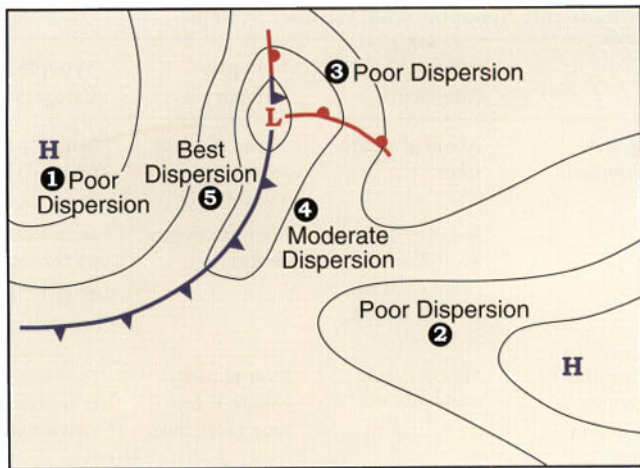 ❸ Poor Dispersion
L
H
❶ Poor
Dispersion
Best
Dispersion
❺
❹
Moderate
Dispersion
Poor Dispersion
❷
H